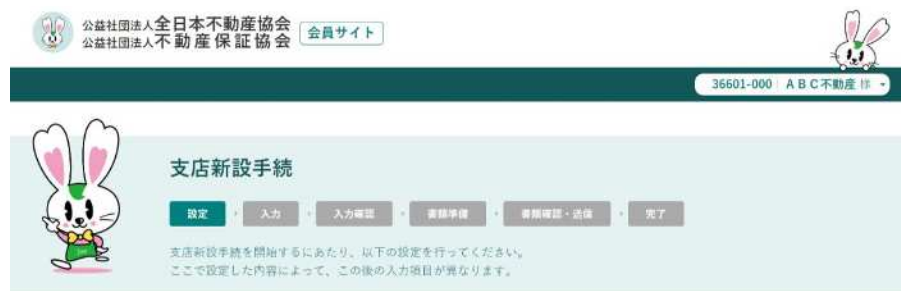 公益社団法人全日本不動産協会
公益社団法人不動産保証協会
会員サイト
36601-000 ABC不動産 様
支店新設手続
設定 入力 入力確認 書類準備 書類確認・送信 完了
支店新設手続を開始するにあたり、以下の設定を行ってください。
ここで設定した内容によって、この後の入力項目が異なります。